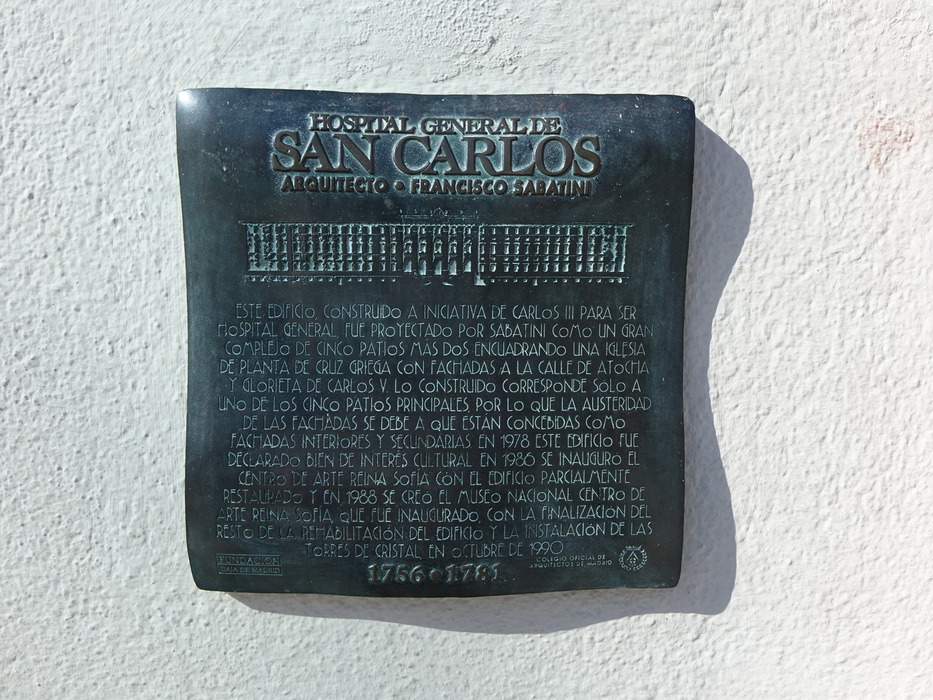 HOSPITAL GENERAL DE
SAN CARLOS
ARQUITECTO • FRANCISCO SABATINI
ESTE EDIFICIO, CONSTRUIDO A INICIATIVA DE CARLOS III PARA SER
HOSPITAL GENERAL, FUE PROYECTADO POR SABATINI COMO UN GRAN
COMPLEJO DE CINCO PATIOS MÁS DOS ENCUADRANDO UNA IGLESIA
DE PLANTA DE CRUZ GRIEGA CON FACHADAS A LA CALLE DE ATOCHA
Y GLORIETA DE CARLOS V. LO CONSTRUIDO CORRESPONDE SÓLO A
UNO DE LOS CINCO PATIOS PRINCIPALES, POR LO QUE LA AUSTERIDAD
DE LAS FACHADAS SE DEBE A QUE ESTÁN CONCEBIDAS COMO
FACHADAS INTERIORES Y SECUNDARIAS. EN 1978 ESTE EDIFICIO FUE
DECLARADO BIEN DE INTERÉS CULTURAL. EN 1986 SE INAUGURÓ EL
CENTRO DE ARTE REINA SOFÍA CON EL EDIFICIO PARCIALMENTE
RESTAURADO Y EN 1988 SE CREÓ EL MUSEO NACIONAL CENTRO DE
ARTE REINA SOFÍA, QUE FUE INAUGURADO, CON LA FINALIZACIÓN DEL
RESTO DE LA REHABILITACIÓN DEL EDIFICIO Y LA INSTALACIÓN DE LAS
TORRES DE CRISTAL, EN OCTUBRE DE 1990
FUNDACIÓN
CAJA DE MADRID
1756 • 1781
COLEGIO OFICIAL DE
ARQUITECTOS DE MADRID